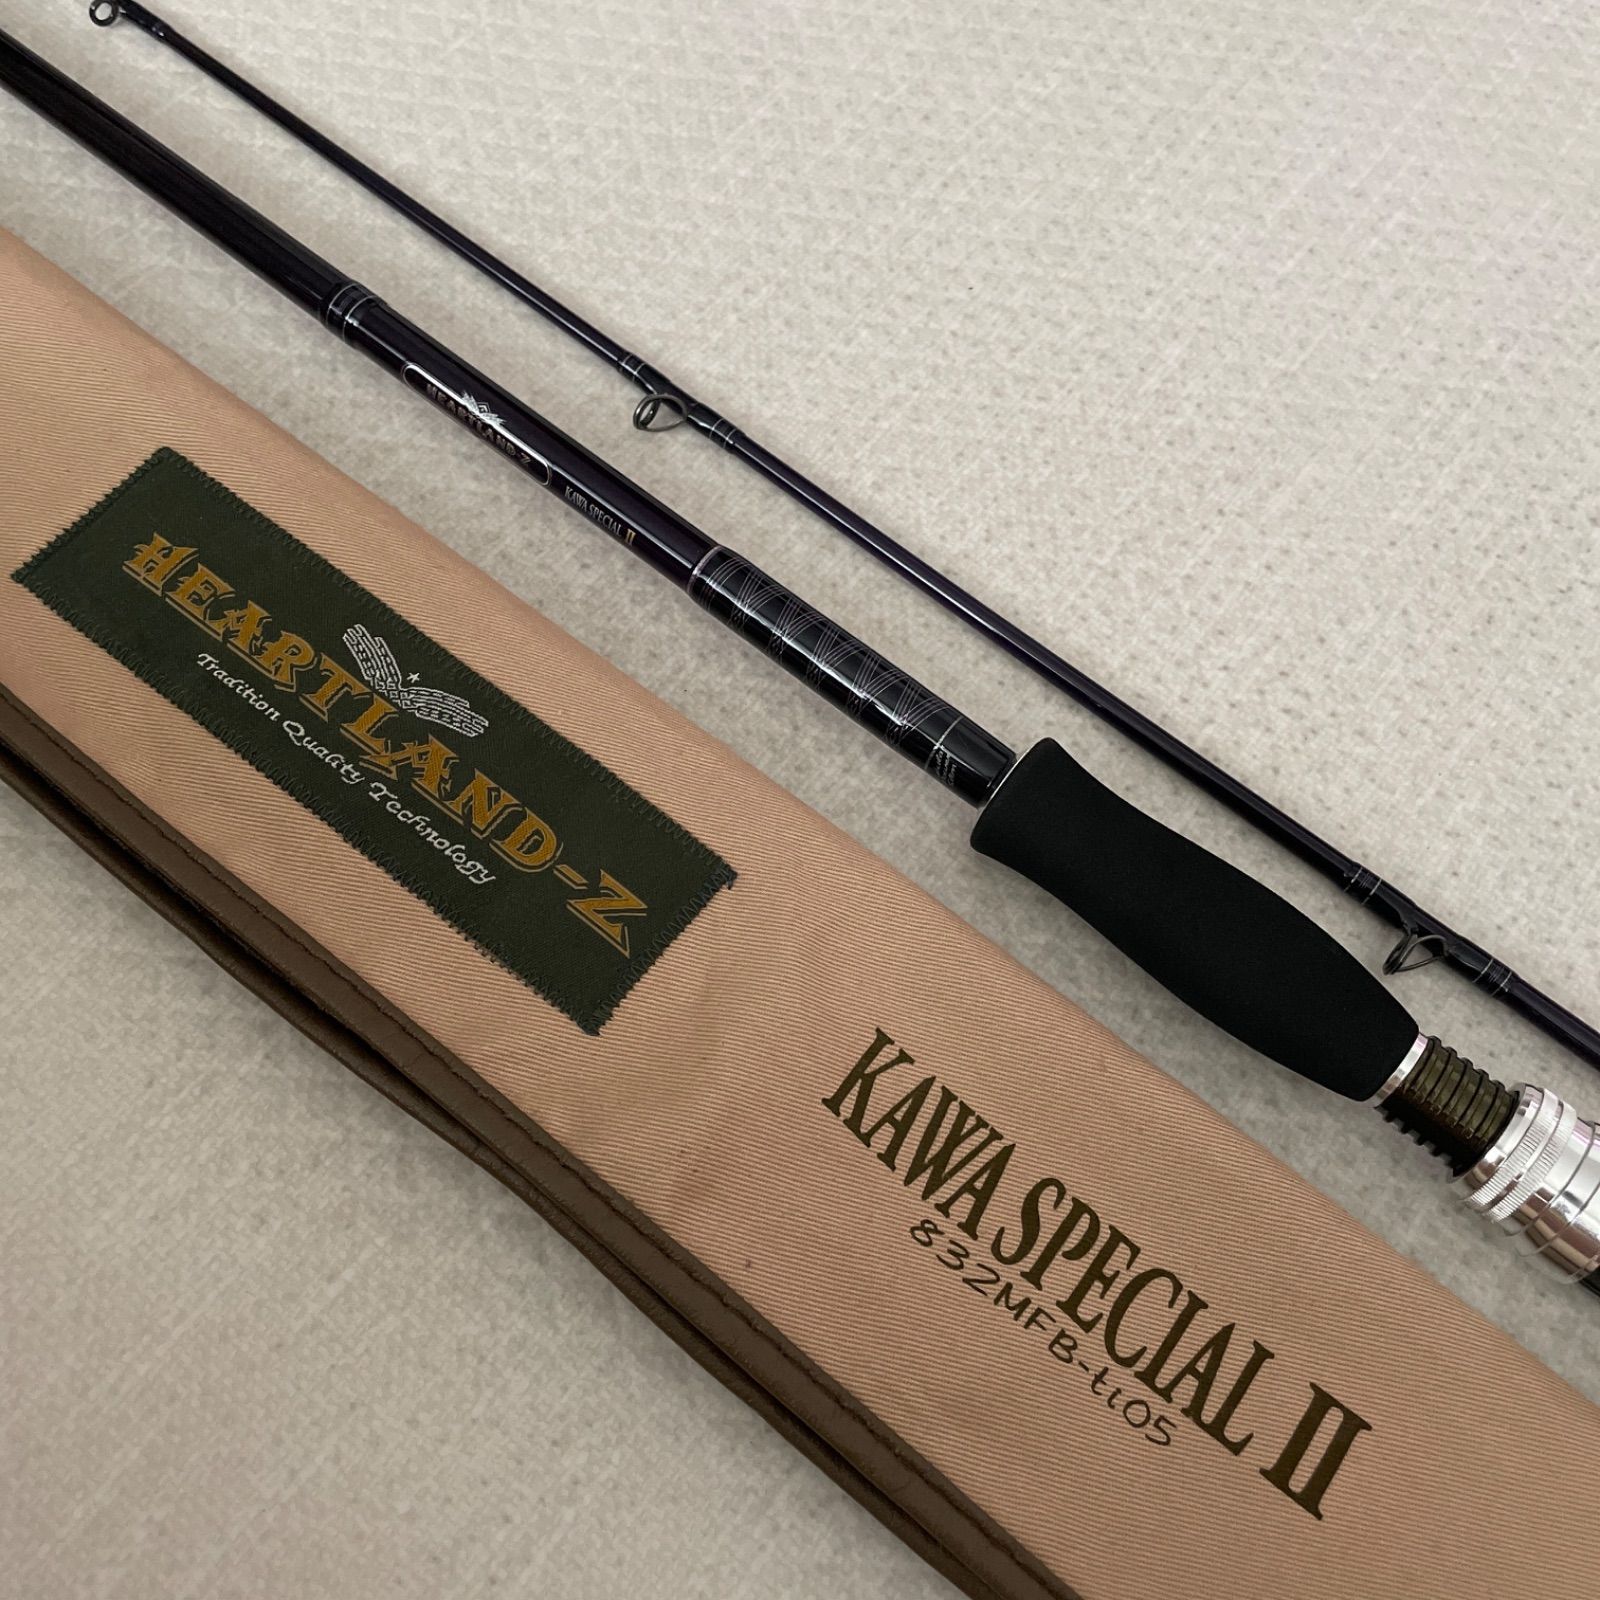 HEARTLAND-Z
KAWA SPECIAL II
HEARTLAND-Z
Tradition Quality Technology
KAWA SPECIAL II
832MFB-ti05